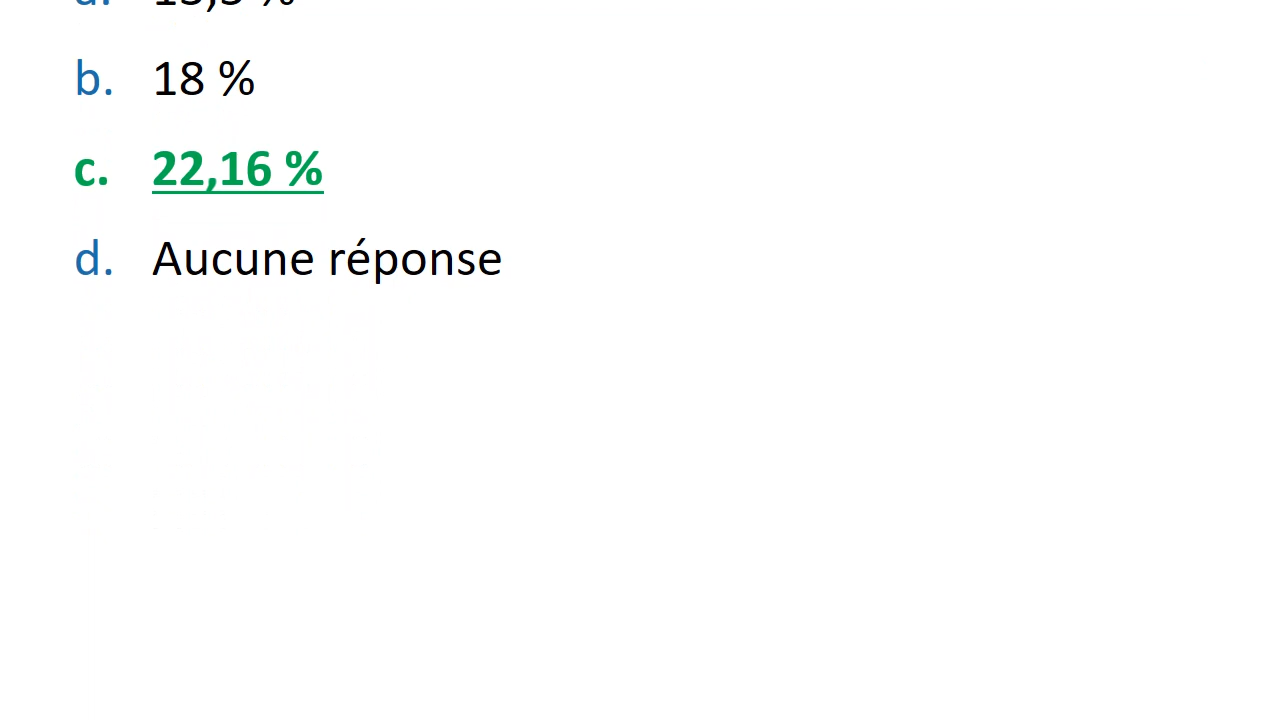 b. 18 %
c. 22,16 %
d. Aucune réponse